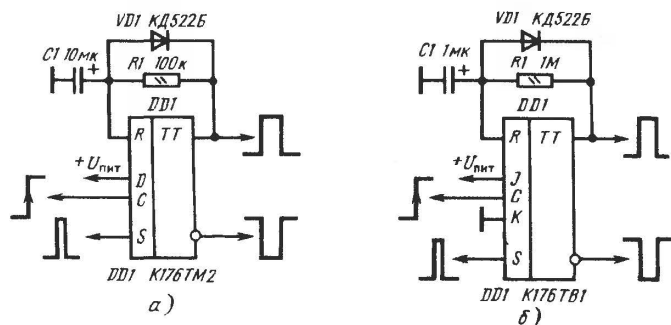 VD1 КД522Б
C1 10мк
+
R1 100к
DD1
R TT
+Uпит
D
C
S
DD1 К176ТМ2
а)
VD1 КД522Б
C1 1мк
+
R1 1М
DD1
R TT
+Uпит
J
C
K
S
DD1 К176ТВ1
б)